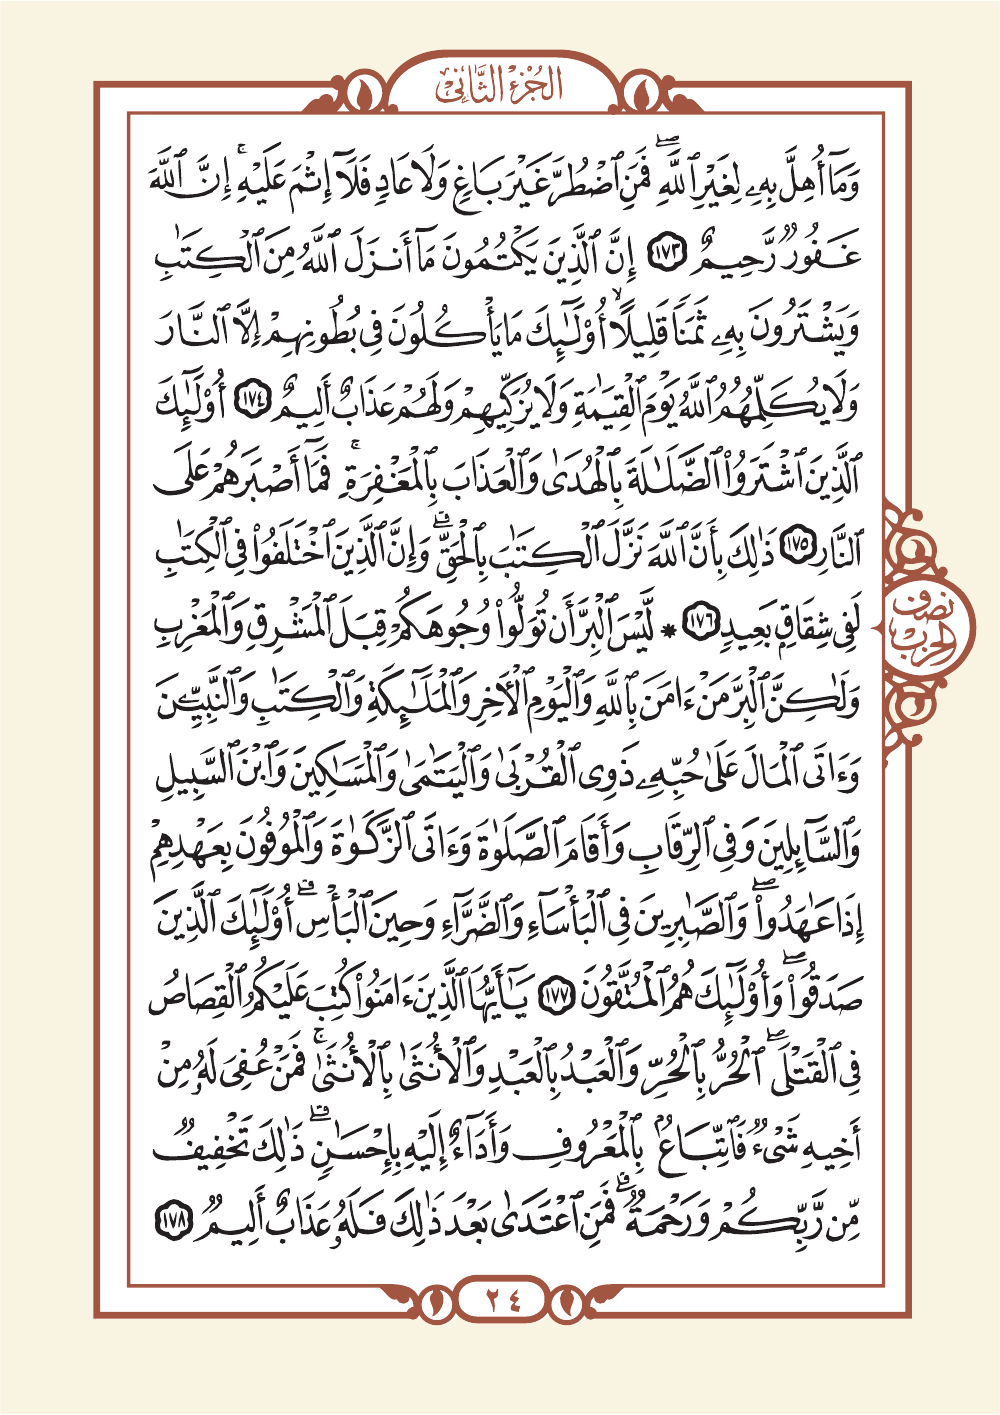 الجُزْءُ الثَّانِي
وَمَآ أُهِلَّ بِهِۦ لِغَيْرِ ٱللَّهِۖ فَمَنِ ٱضْطُرَّ غَيْرَ بَاغٍ وَلَا عَادٍ فَلَآ إِثْمَ عَلَيْهِۚ إِنَّ ٱللَّهَ
غَفُورٌ رَّحِيمٌ ١٧٣ إِنَّ ٱلَّذِينَ يَكْتُمُونَ مَآ أَنزَلَ ٱللَّهُ مِنَ ٱلْكِتَٰبِ
وَيَشْتَرُونَ بِهِۦ ثَمَنًا قَلِيلًاۙ أُو۟لَٰٓئِكَ مَا يَأْكُلُونَ فِى بُطُونِهِمْ إِلَّا ٱلنَّارَ
وَلَا يُكَلِّمُهُمُ ٱللَّهُ يَوْمَ ٱلْقِيَٰمَةِ وَلَا يُزَكِّيهِمْ وَلَهُمْ عَذَابٌ أَلِيمٌ ١٧٤ أُو۟لَٰٓئِكَ
ٱلَّذِينَ ٱشْتَرَوُا۟ ٱلضَّلَٰلَةَ بِٱلْهُدَىٰ وَٱلْعَذَابَ بِٱلْمَغْفِرَةِۚ فَمَآ أَصْبَرَهُمْ عَلَى
ٱلنَّارِ ١٧٥ ذَٰلِكَ بِأَنَّ ٱللَّهَ نَزَّلَ ٱلْكِتَٰبَ بِٱلْحَقِّۗ وَإِنَّ ٱلَّذِينَ ٱخْتَلَفُوا۟ فِى ٱلْكِتَٰبِ
لَفِى شِقَاقٍۭ بَعِيدٍ ١٧٦ * لَّيْسَ ٱلْبِرَّ أَن تُوَلُّوا۟ وُجُوهَكُمْ قِبَلَ ٱلْمَشْرِقِ وَٱلْمَغْرِبِ
نصف
الحزب
وَلَٰكِنَّ ٱلْبِرَّ مَنْ ءَامَنَ بِٱللَّهِ وَٱلْيَوْمِ ٱلْءَاخِرِ وَٱلْمَلَٰٓئِكَةِ وَٱلْكِتَٰبِ وَٱلنَّبِيِّۦنَ
وَءَاتَى ٱلْمَالَ عَلَىٰ حُبِّهِۦ ذَوِى ٱلْقُرْبَىٰ وَٱلْيَتَٰمَىٰ وَٱلْمَسَٰكِينَ وَٱبْنَ ٱلسَّبِيلِ
وَٱلسَّآئِلِينَ وَفِى ٱلرِّقَابِ وَأَقَامَ ٱلصَّلَوٰةَ وَءَاتَى ٱلزَّكَوٰةَ وَٱلْمُوفُونَ بِعَهْدِهِمْ
إِذَا عَٰهَدُوا۟ۖ وَٱلصَّٰبِرِينَ فِى ٱلْبَأْسَآءِ وَٱلضَّرَّآءِ وَحِينَ ٱلْبَأْسِۗ أُو۟لَٰٓئِكَ ٱلَّذِينَ
صَدَقُوا۟ۖ وَأُو۟لَٰٓئِكَ هُمُ ٱلْمُتَّقُونَ ١٧٧ يَٰٓأَيُّهَا ٱلَّذِينَ ءَامَنُوا۟ كُتِبَ عَلَيْكُمُ ٱلْقِصَاصُ
فِى ٱلْقَتْلَىۖ ٱلْحُرُّ بِٱلْحُرِّ وَٱلْعَبْدُ بِٱلْعَبْدِ وَٱلْأُنثَىٰ بِٱلْأُنثَىٰۚ فَمَنْ عُفِىَ لَهُۥ مِنْ
أَخِيهِ شَىْءٌ فَٱتِّبَاعٌۢ بِٱلْمَعْرُوفِ وَأَدَآءٌ إِلَيْهِ بِإِحْسَٰنٍۗ ذَٰلِكَ تَخْفِيفٌ
مِّن رَّبِّكُمْ وَرَحْمَةٌۗ فَمَنِ ٱعْتَدَىٰ بَعْدَ ذَٰلِكَ فَلَهُۥ عَذَابٌ أَلِيمٌ ١٧٨
٢٤